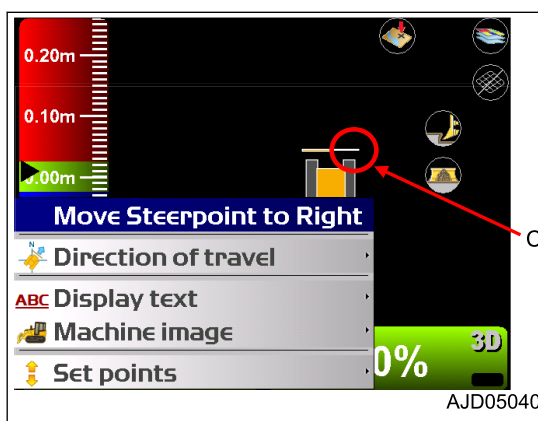 0.20m
0.10m
0.00m
Move Steerpoint to Right
N
Direction of travel
ABC Display text
Machine image
Set points
0%
3D
C
AJD05040